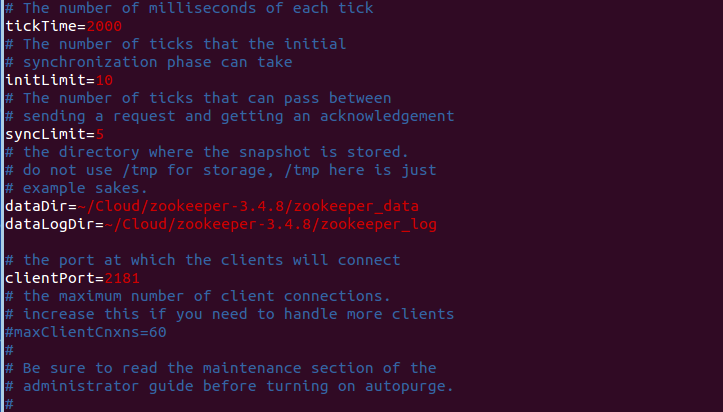 # The number of milliseconds of each tick
tickTime=2000
# The number of ticks that the initial
# synchronization phase can take
initLimit=10
# The number of ticks that can pass between
# sending a request and getting an acknowledgement
syncLimit=5
# the directory where the snapshot is stored.
# do not use /tmp for storage, /tmp here is just
# example sakes.
dataDir=~/Cloud/zookeeper-3.4.8/zookeeper_data
dataLogDir=~/Cloud/zookeeper-3.4.8/zookeeper_log
# the port at which the clients will connect
clientPort=2181
# the maximum number of client connections.
# increase this if you need to handle more clients
#maxClientCnxns=60
#
# Be sure to read the maintenance section of the
# administrator guide before turning on autopurge.
#